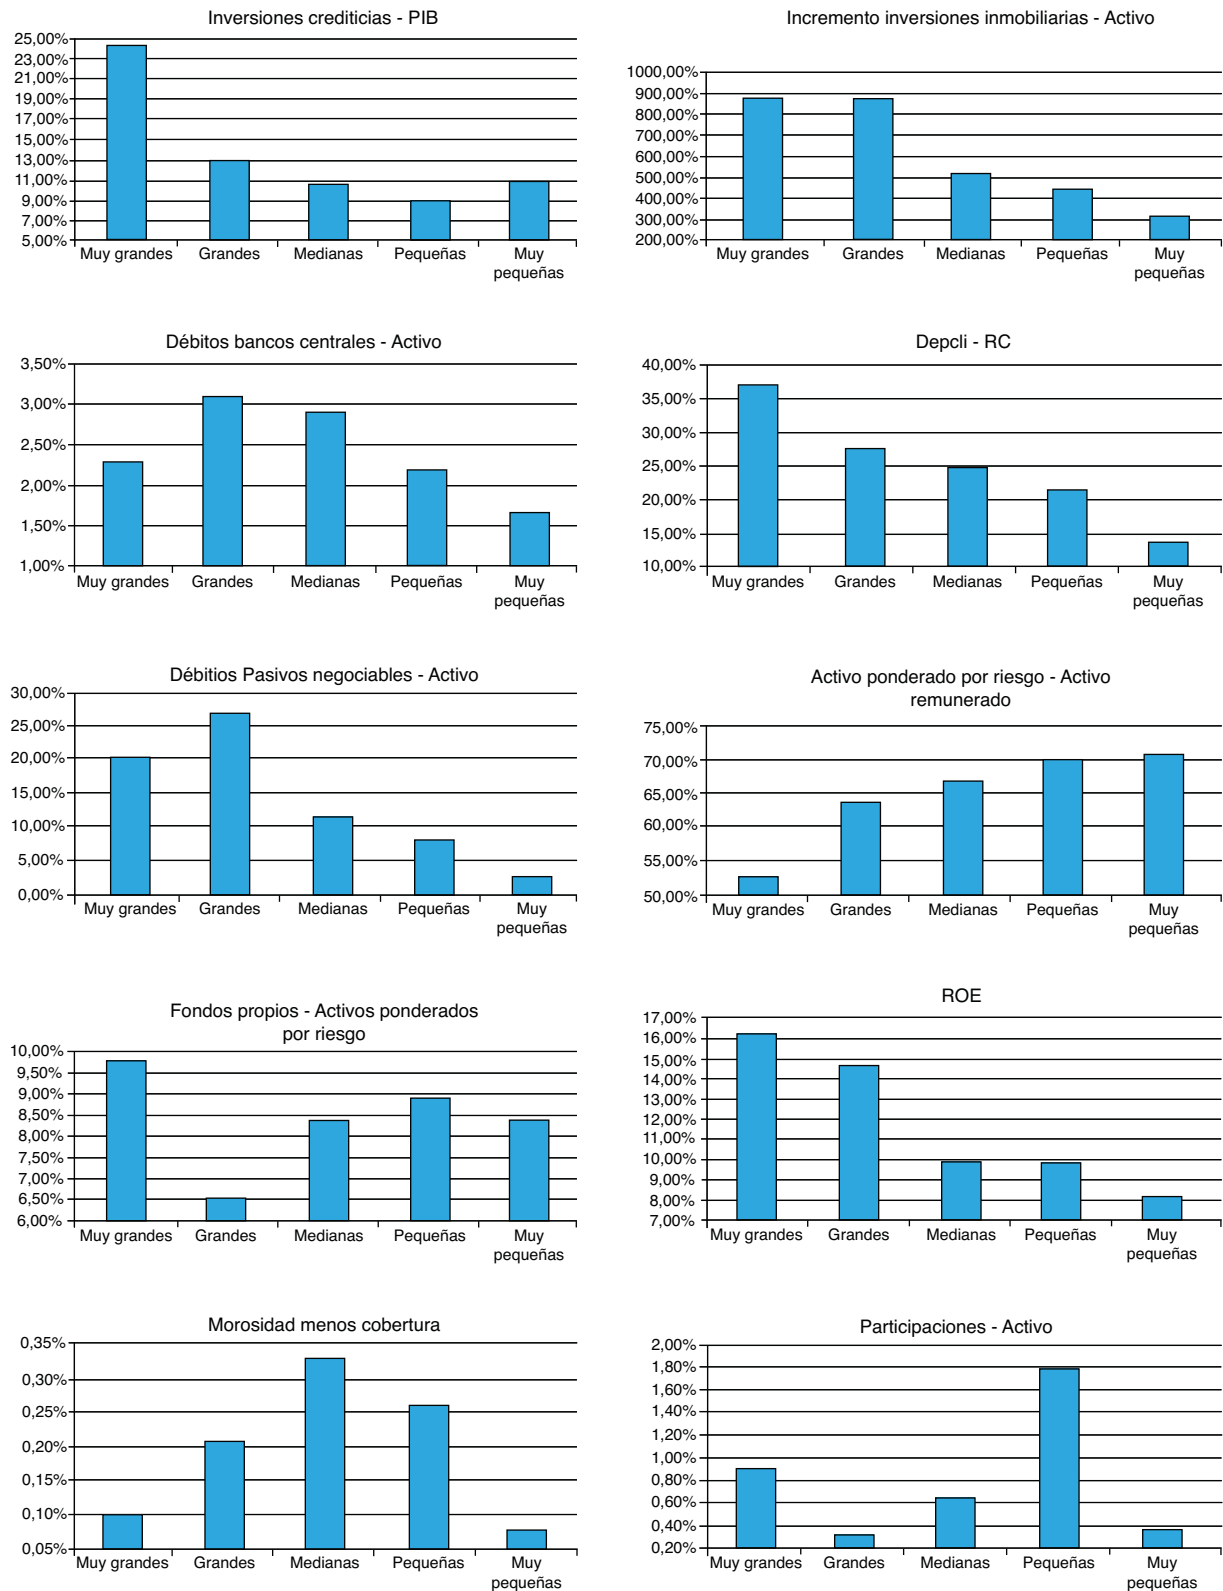 Inversiones crediticias - PIB
25,00%
23,00%
21,00%
19,00%
17,00%
15,00%
13,00%
11,00%
9,00%
7,00%
5,00%
Muy grandes Grandes Medianas Pequeñas Muy
pequeñas
Incremento inversiones inmobiliarias - Activo
1000,00%
900,00%
800,00%
700,00%
600,00%
500,00%
400,00%
300,00%
200,00%
Muy grandes Grandes Medianas Pequeñas Muy
pequeñas
Débitos bancos centrales - Activo
3,50%
3,00%
2,50%
2,00%
1,50%
1,00%
Muy grandes Grandes Medianas Pequeñas Muy
pequeñas
Depcli - RC
40,00%
35,00%
30,00%
25,00%
20,00%
15,00%
10,00%
Muy grandes Grandes Medianas Pequeñas Muy
pequeñas
Débitios Pasivos negociables - Activo
30,00%
25,00%
20,00%
15,00%
10,00%
5,00%
0,00%
Muy grandes Grandes Medianas Pequeñas Muy
pequeñas
Activo ponderado por riesgo - Activo
remunerado
75,00%
70,00%
65,00%
60,00%
55,00%
50,00%
Muy grandes Grandes Medianas Pequeñas Muy
pequeñas
Fondos propios - Activos ponderados
por riesgo
10,00%
9,50%
9,00%
8,50%
8,00%
7,50%
7,00%
6,50%
6,00%
Muy grandes Grandes Medianas Pequeñas Muy
pequeñas
ROE
17,00%
16,00%
15,00%
14,00%
13,00%
12,00%
11,00%
10,00%
9,00%
8,00%
7,00%
Muy grandes Grandes Medianas Pequeñas Muy
pequeñas
Morosidad menos cobertura
0,35%
0,30%
0,25%
0,20%
0,15%
0,10%
0,05%
Muy grandes Grandes Medianas Pequeñas Muy
pequeñas
Participaciones - Activo
2,00%
1,80%
1,60%
1,40%
1,20%
1,00%
0,80%
0,60%
0,40%
0,20%
Muy grandes Grandes Medianas Pequeñas Muy
pequeñas